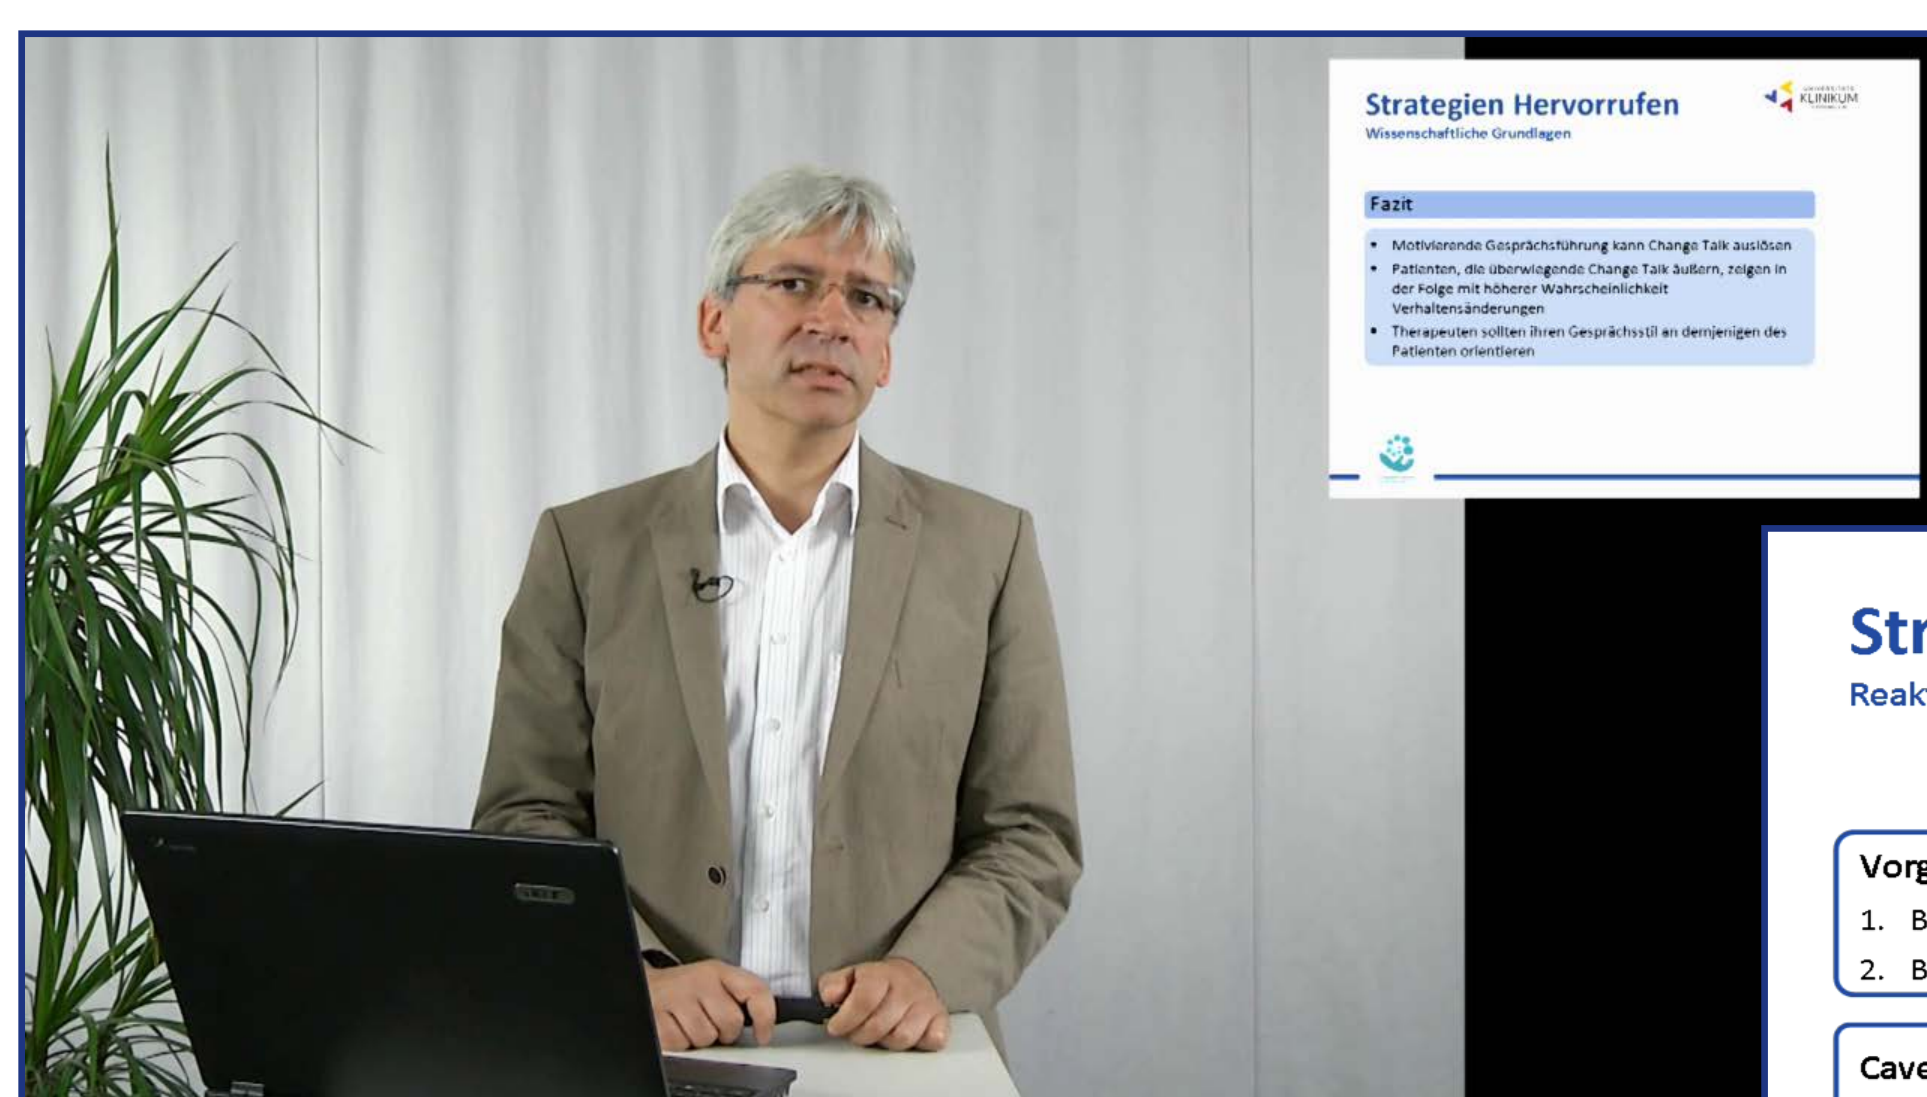 Strategien Hervorrufen
Wissenschaftliche Grundlagen
KLINIKUM
Fazit
• Motivierende Gesprächsführung kann Change Talk auslösen
• Patienten, die überwiegende Change Talk äußern, zeigen in
der Folge mit höherer Wahrscheinlichkeit
Verhaltensänderungen
• Therapeuten sollten ihren Gesprächsstil an demjenigen des
Patienten orientieren
Str
Reak
Vorg
1. B
2. B
Cave